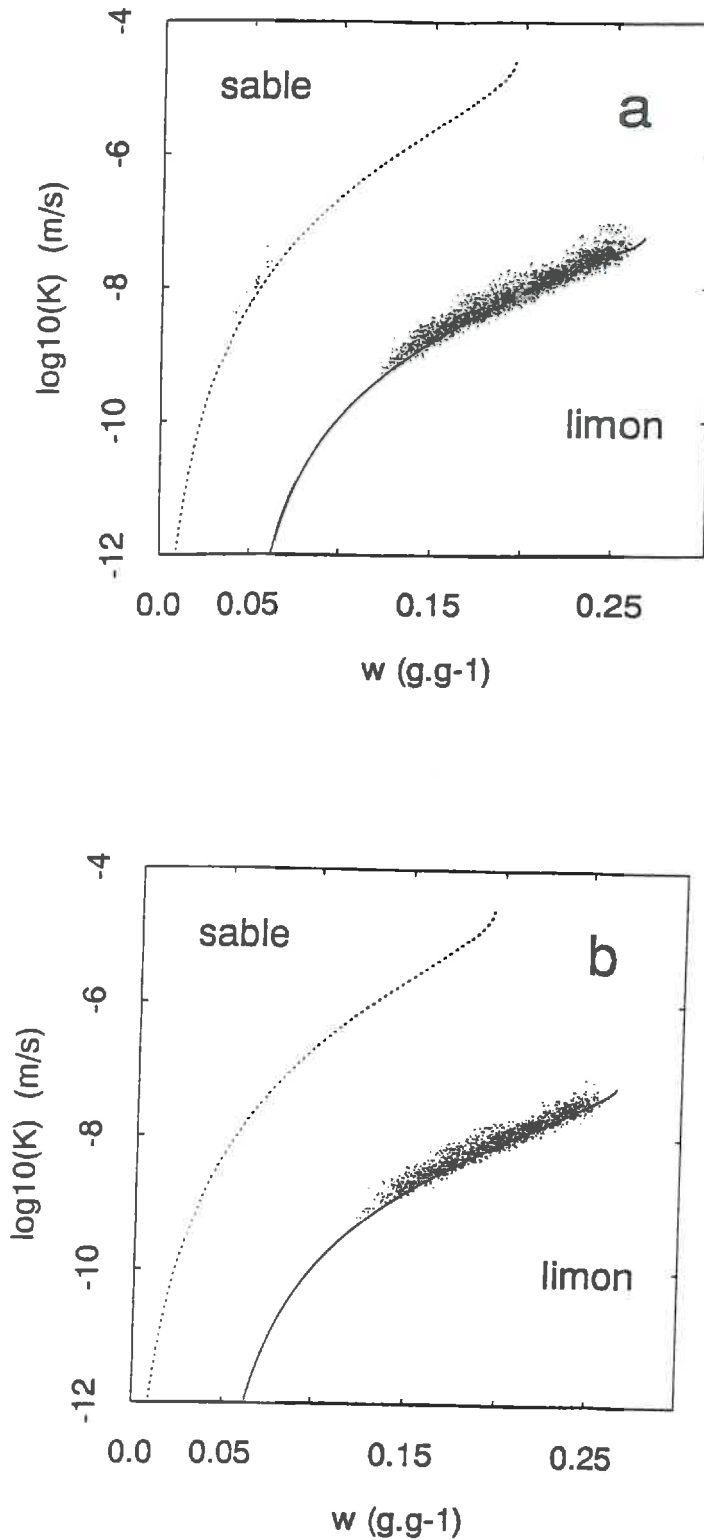 -4
sable
a
-6
log10(K) (m/s)
-8
-10
limon
-12
0.0 0.05 0.15 0.25
w (g.g-1)
-4
sable
b
-6
log10(K) (m/s)
-8
-10
limon
-12
0.0 0.05 0.15 0.25
w (g.g-1)